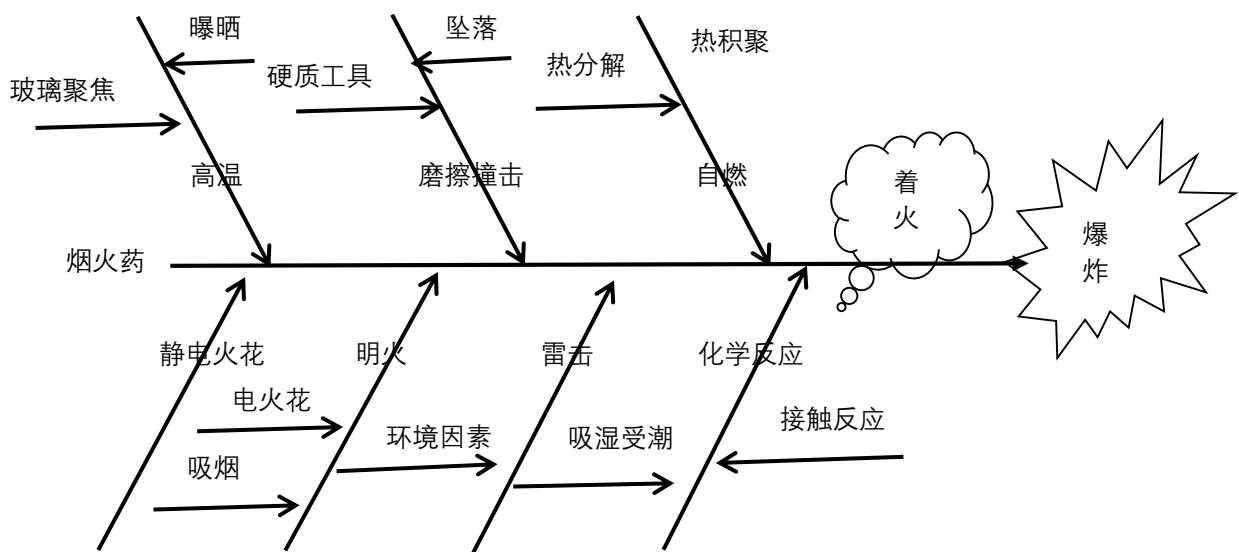 曝晒
坠落
热积聚
玻璃聚焦
硬质工具
热分解
高温
磨擦撞击
自燃
着
火
爆
炸
烟火药
静电火花
明火
雷击
化学反应
电火花
环境因素
吸湿受潮
接触反应
吸烟